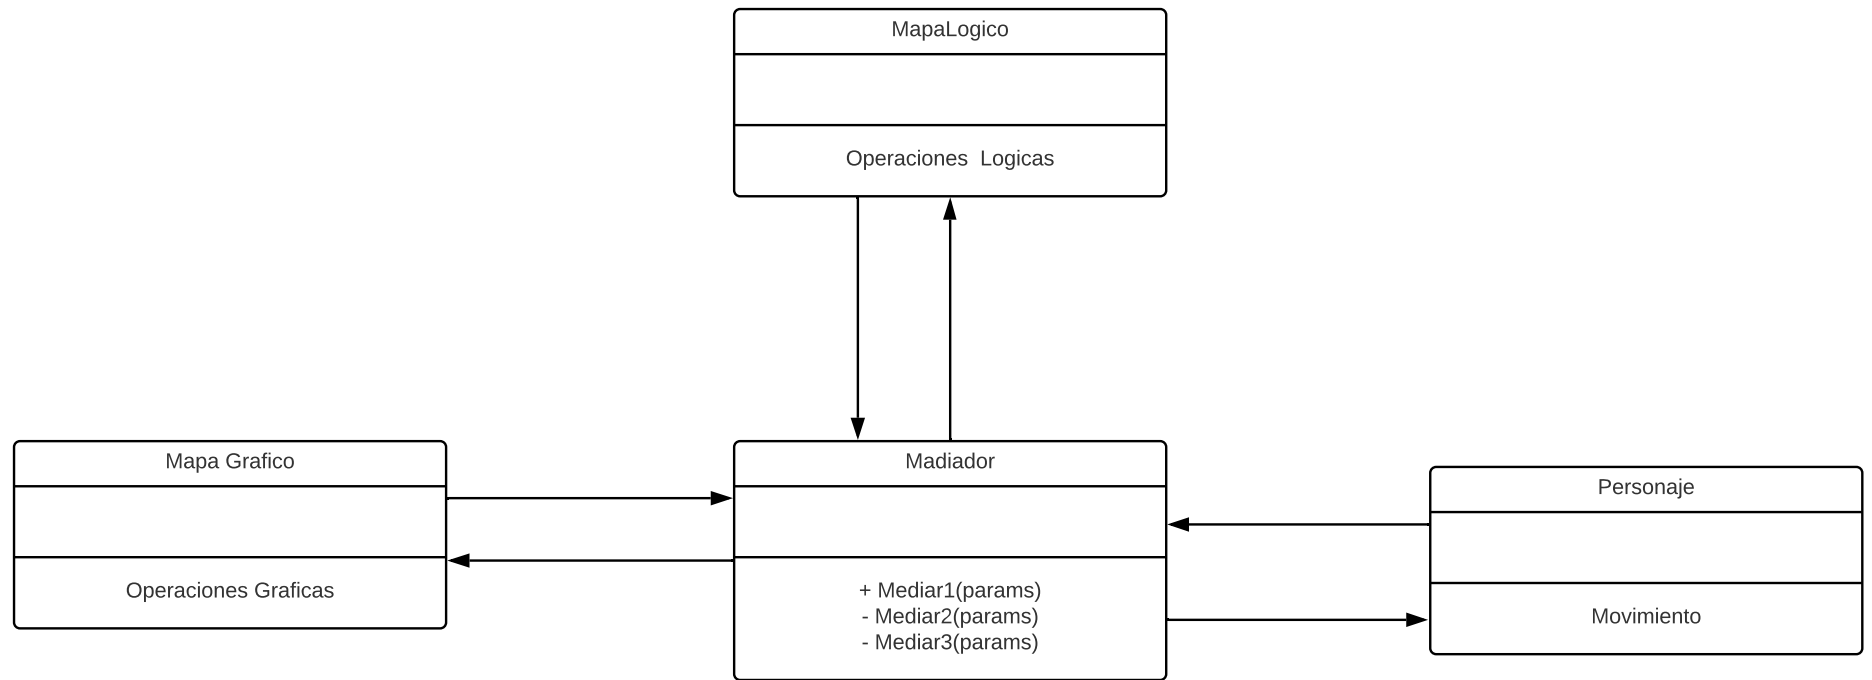 MapaLogico
Operaciones  Logicas
Mapa Grafico
Operaciones Graficas
Madiador
+ Mediar1(params)
- Mediar2(params)
- Mediar3(params)
Personaje
Movimiento